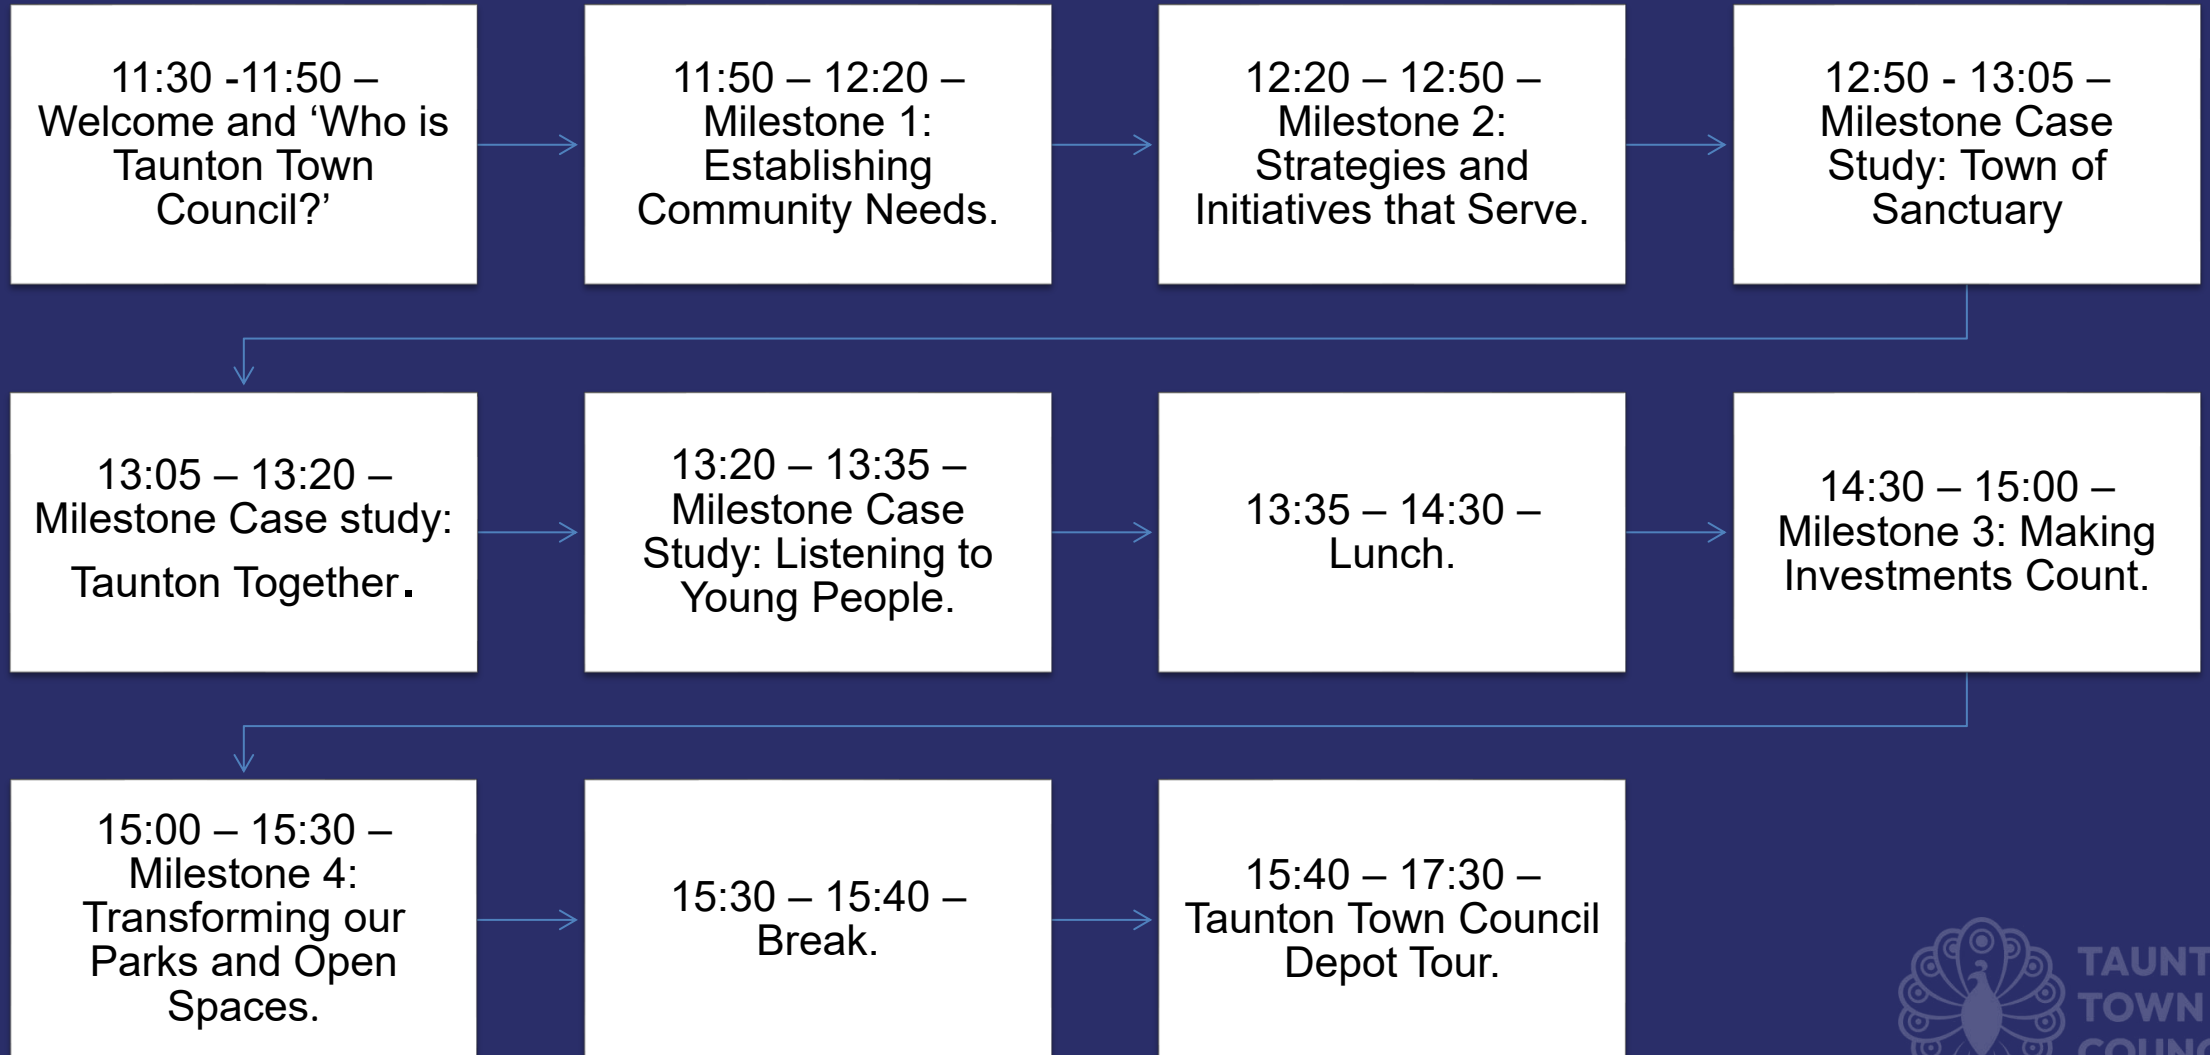 11:30 -11:50 –
Welcome and ‘Who is
Taunton Town
Council?’
11:50 – 12:20 –
Milestone 1:
Establishing
Community Needs.
12:20 – 12:50 –
Milestone 2:
Strategies and
Initiatives that Serve.
12:50 - 13:05 –
Milestone Case
Study: Town of
Sanctuary
13:05 – 13:20 –
Milestone Case study:
Taunton Together.
13:20 – 13:35 –
Milestone Case
Study: Listening to
Young People.
13:35 – 14:30 –
Lunch.
14:30 – 15:00 –
Milestone 3: Making
Investments Count.
15:00 – 15:30 –
Milestone 4:
Transforming our
Parks and Open
Spaces.
15:30 – 15:40 –
Break.
15:40 – 17:30 –
Taunton Town Council
Depot Tour.
TAUNT
TOWN
COUNC